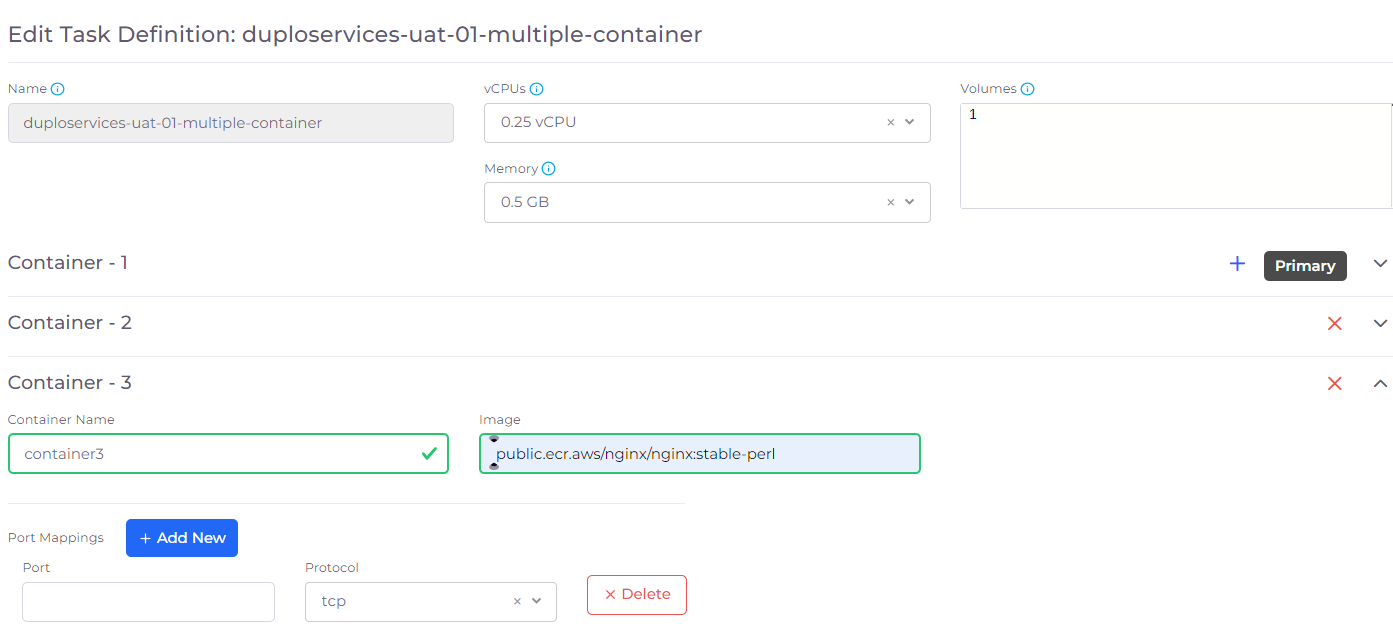 Edit Task Definition: duploservices-uat-01-multiple-container
Name
vCPUs
Volumes
duploservices-uat-01-multiple-container
0.25 vCPU
1
Memory
0.5 GB
Container - 1
Primary
Container - 2
Container - 3
Container Name
Image
container3
public.ecr.aws/nginx/nginx:stable-perl
Port Mappings
+ Add New
Port
Protocol
tcp
Delete